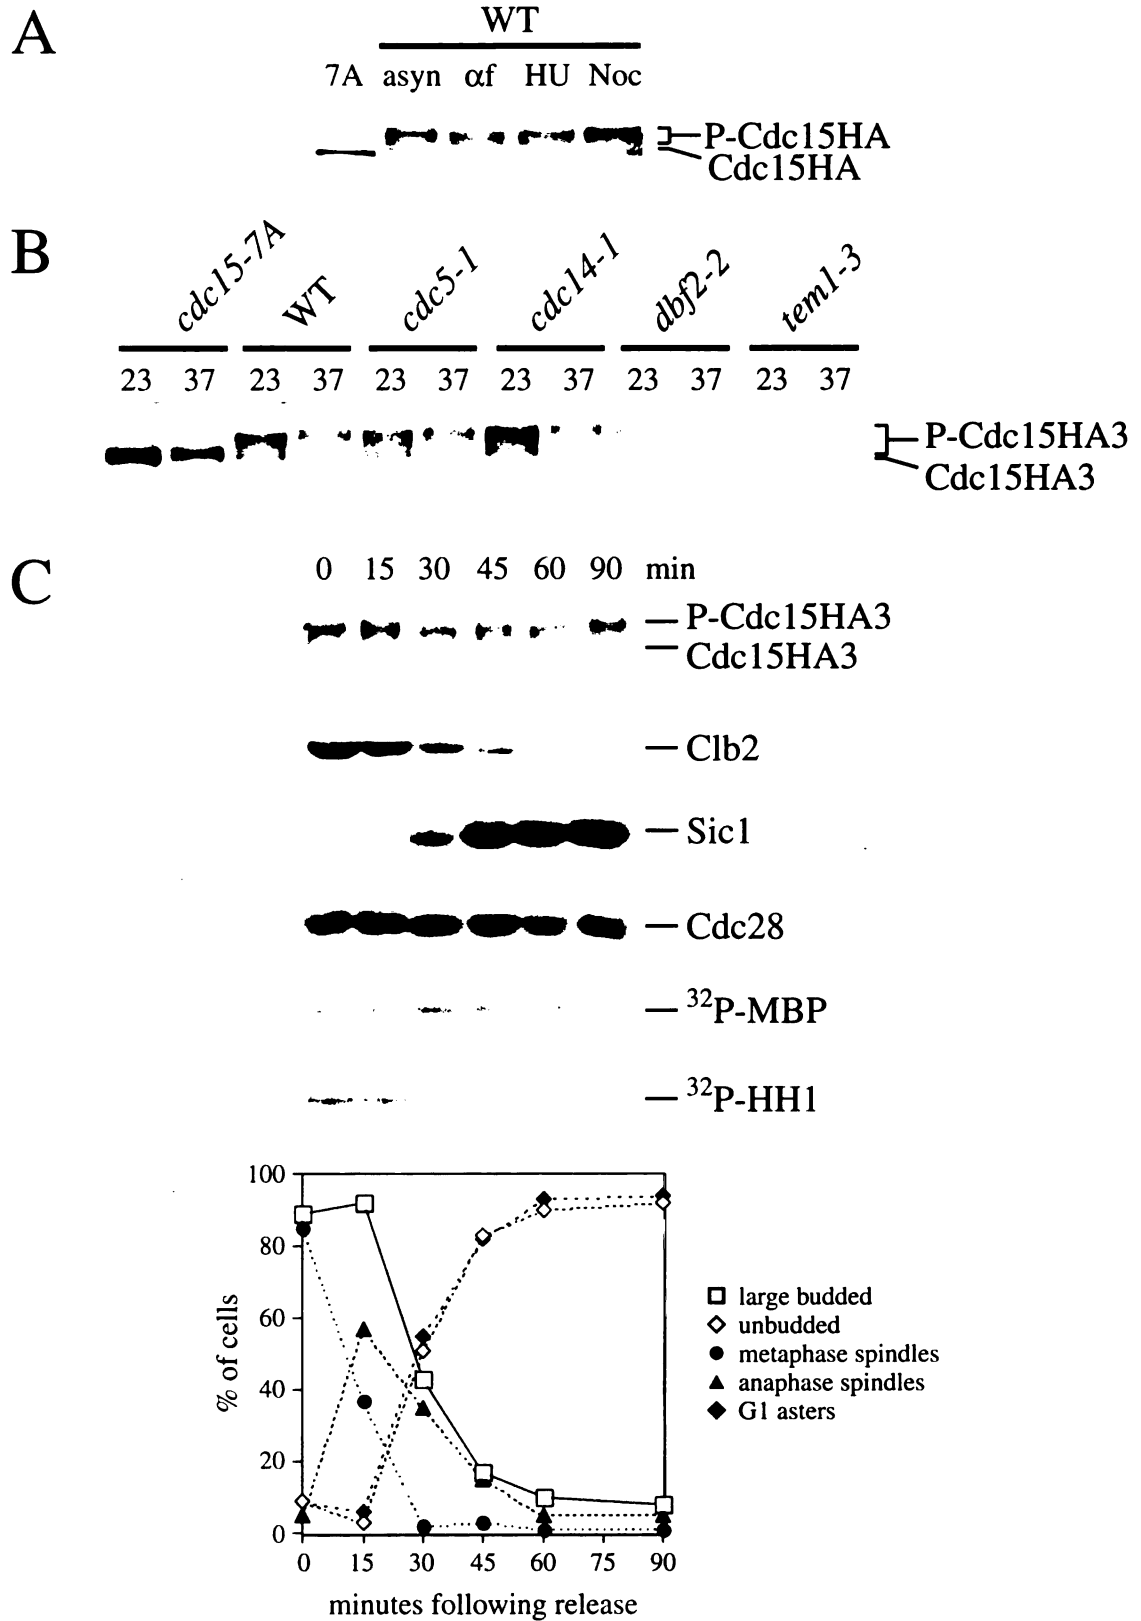 A
WT
7A asyn αf HU Noc
P-Cdc15HA
Cdc15HA
B
cdc15-7A WT cdc5-1 cdc14-1 dbf2-2 tem1-3
23 37 23 37 23 37 23 37 23 37 23 37
P-Cdc15HA3
Cdc15HA3
C
0 15 30 45 60 90 min
P-Cdc15HA3
Cdc15HA3
Clb2
Sic1
Cdc28
32P-MBP
32P-HH1
100
80
60
40
20
0
% of cells
0 15 30 45 60 75 90
minutes following release
large budded
unbudded
metaphase spindles
anaphase spindles
G1 asters